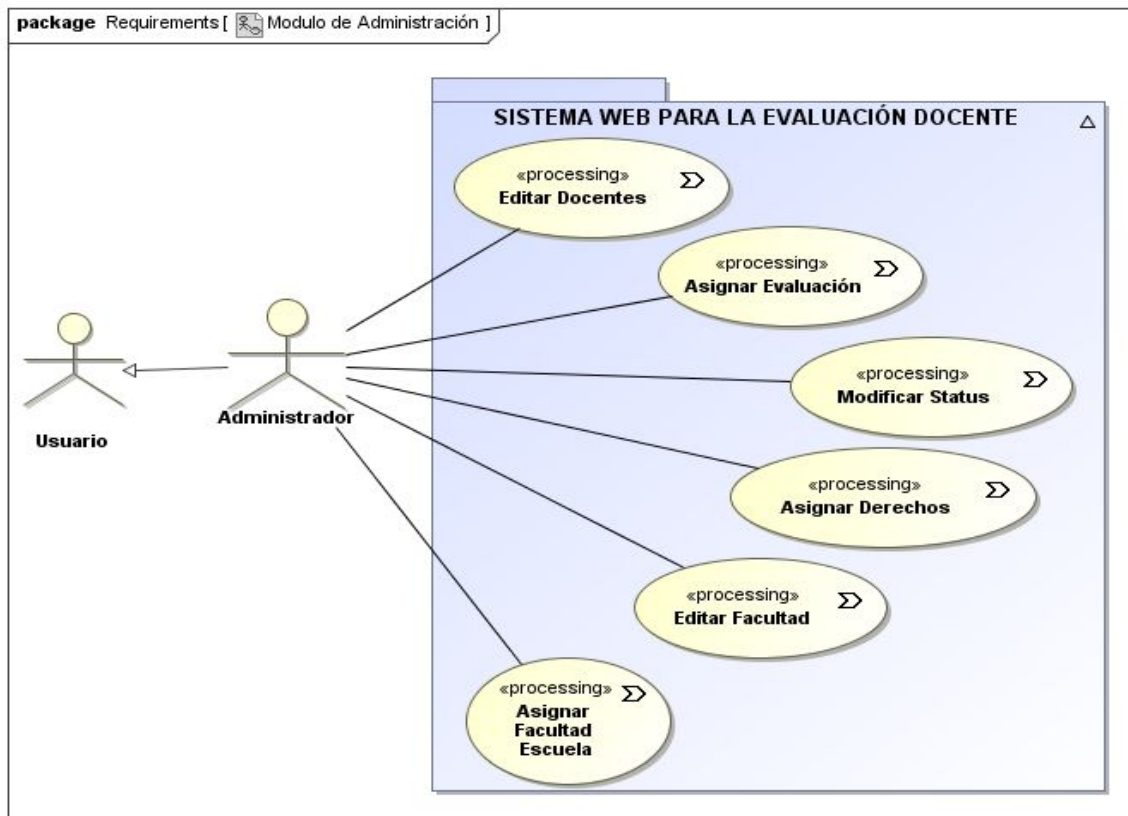 package Requirements [ Modulo de Administración ]
SISTEMA WEB PARA LA EVALUACIÓN DOCENTE
«processing»
Editar Docentes
«processing»
Asignar Evaluación
«processing»
Modificar Status
«processing»
Asignar Derechos
«processing»
Editar Facultad
«processing»
Asignar
Facultad
Escuela
Administrador
Usuario